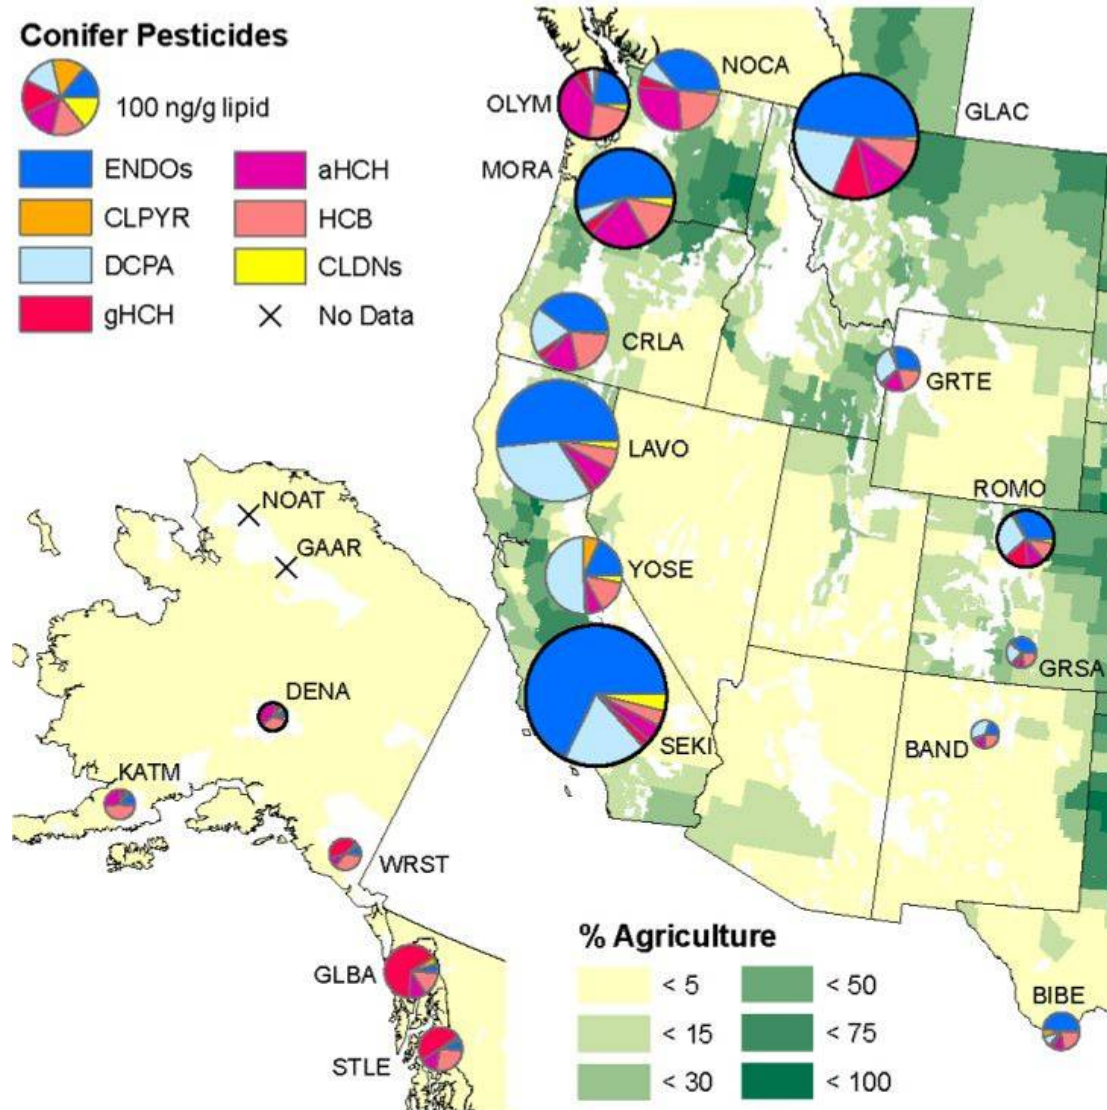 Conifer Pesticides
100 ng/g lipid
ENDOs
aHCH
CLPYR
HCB
DCPA
CLDNs
gHCH
No Data
NOCA
OLYM
GLAC
MORA
CRLA
GRTE
LAVO
ROMO
NOAT
GAAR
YOSE
GRSA
DENA
SEKI
BAND
KATM
WRST
GLBA
STLE
BIBE
% Agriculture
< 5
< 50
< 15
< 75
< 30
< 100